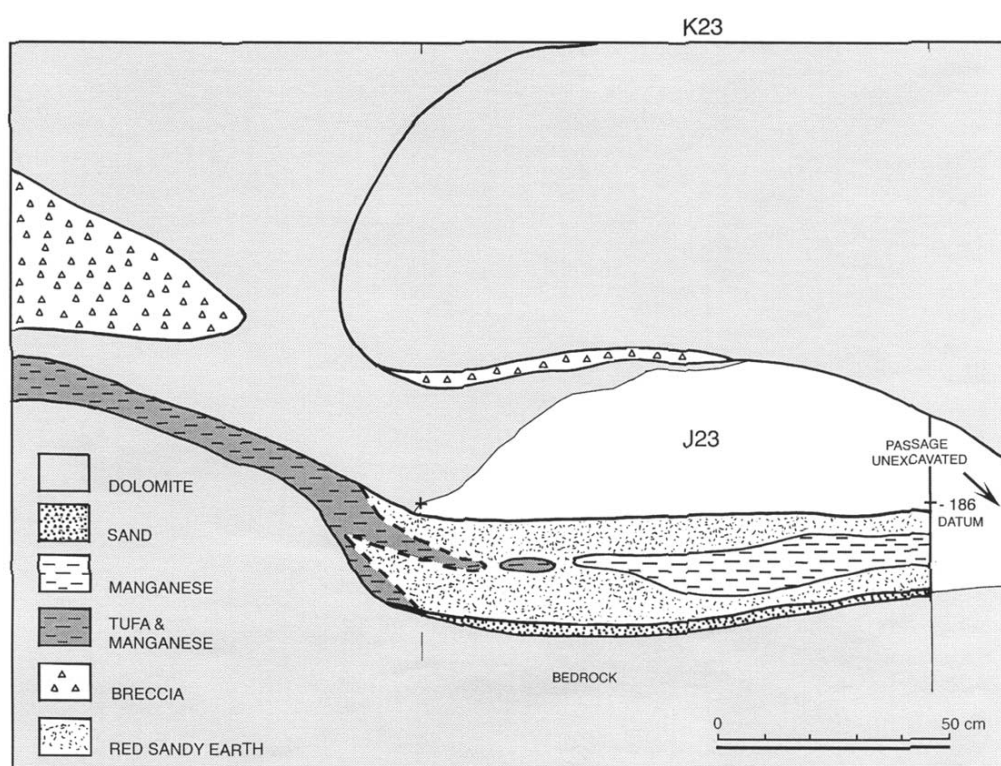 K23
J23
PASSAGE
UNEXCAVATED
- 186
DATUM
DOLOMITE
SAND
MANGANESE
TUFA &
MANGANESE
BRECCIA
RED SANDY EARTH
BEDROCK
0 50 cm